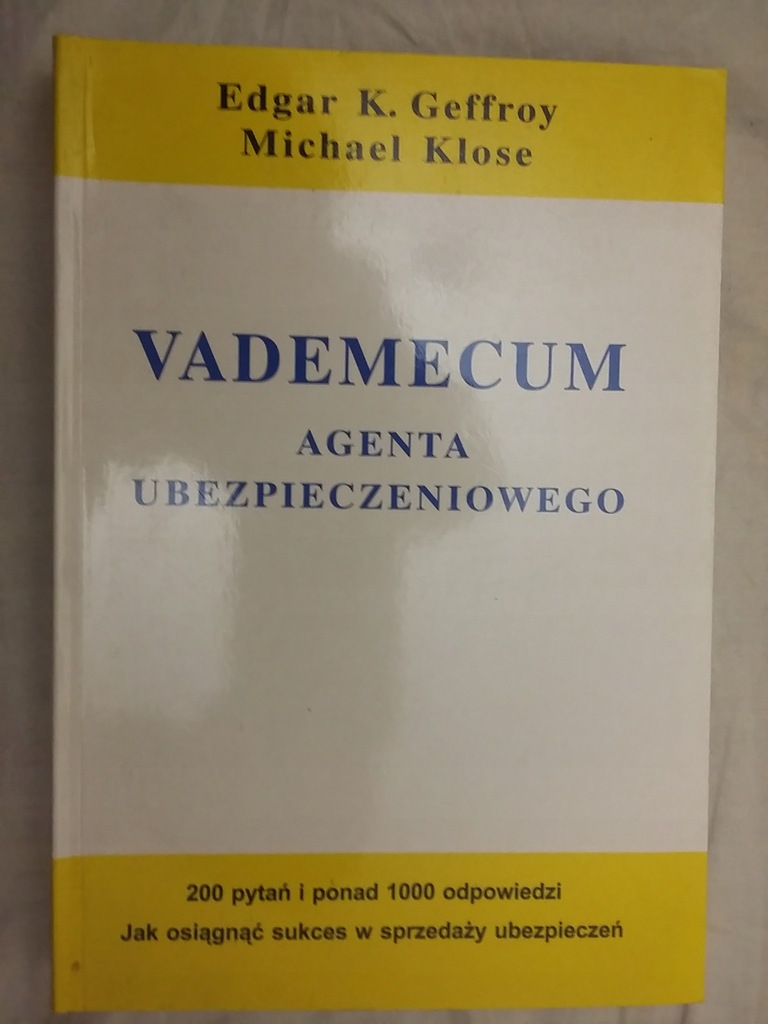 Edgar K. Geffroy
Michael Klose
VADEMECUM
AGENTA
UBEZPIECZENIOWEGO
200 pytań i ponad 1000 odpowiedzi
Jak osiągnąć sukces w sprzedaży ubezpieczeń